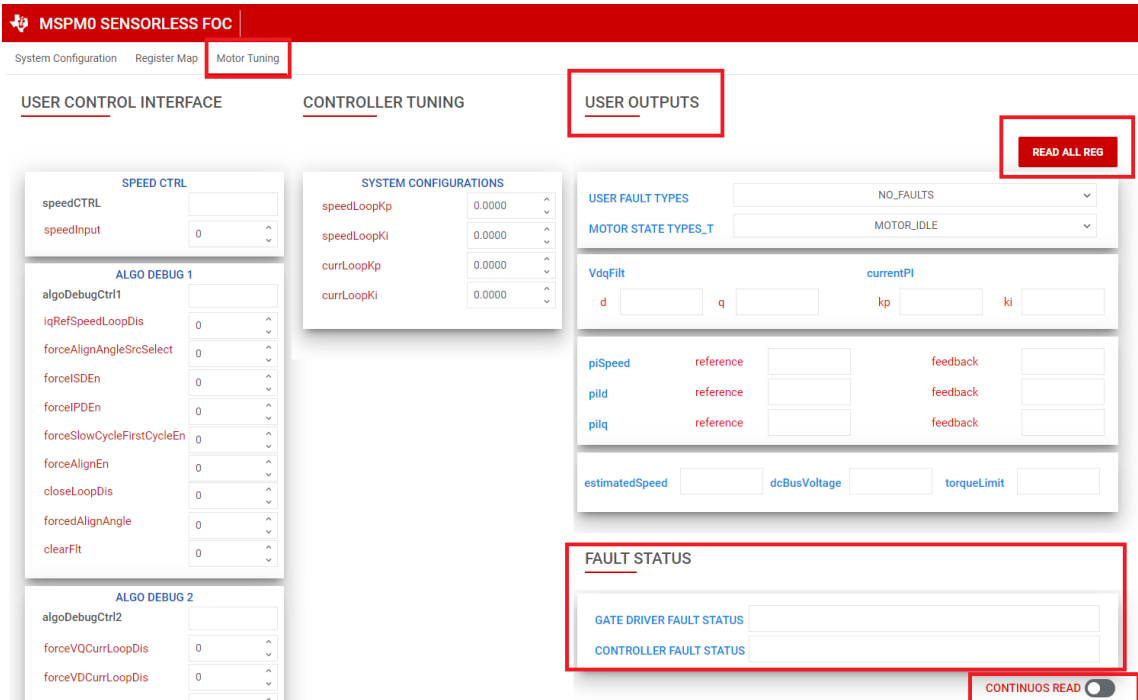 MSPM0 SENSORLESS FOC
System Configuration Register Map Motor Tuning
USER CONTROL INTERFACE
SPEED CTRL
speedCTRL
speedInput 0
ALGO DEBUG 1
algoDebugCtrl1
iqRefSpeedLoopDis 0
forceAlignAngleSrcSelect 0
forceISDEn 0
forceIPDEn 0
forceSlowCycleFirstCycleEn 0
forceAlignEn 0
closeLoopDis 0
forcedAlignAngle 0
clearFlt 0
ALGO DEBUG 2
algoDebugCtrl2
forceVQCurrLoopDis 0
forceVDCurrLoopDis 0
CONTROLLER TUNING
SYSTEM CONFIGURATIONS
speedLoopKp 0.0000
speedLoopKi 0.0000
currLoopKp 0.0000
currLoopKi 0.0000
USER OUTPUTS
READ ALL REG
USER FAULT TYPES NO_FAULTS
MOTOR STATE TYPES_T MOTOR_IDLE
VdqFilt currentPI
d q kp ki
piSpeed reference feedback
piId reference feedback
piIq reference feedback
estimatedSpeed dcBusVoltage torqueLimit
FAULT STATUS
GATE DRIVER FAULT STATUS
CONTROLLER FAULT STATUS
CONTINUOS READ